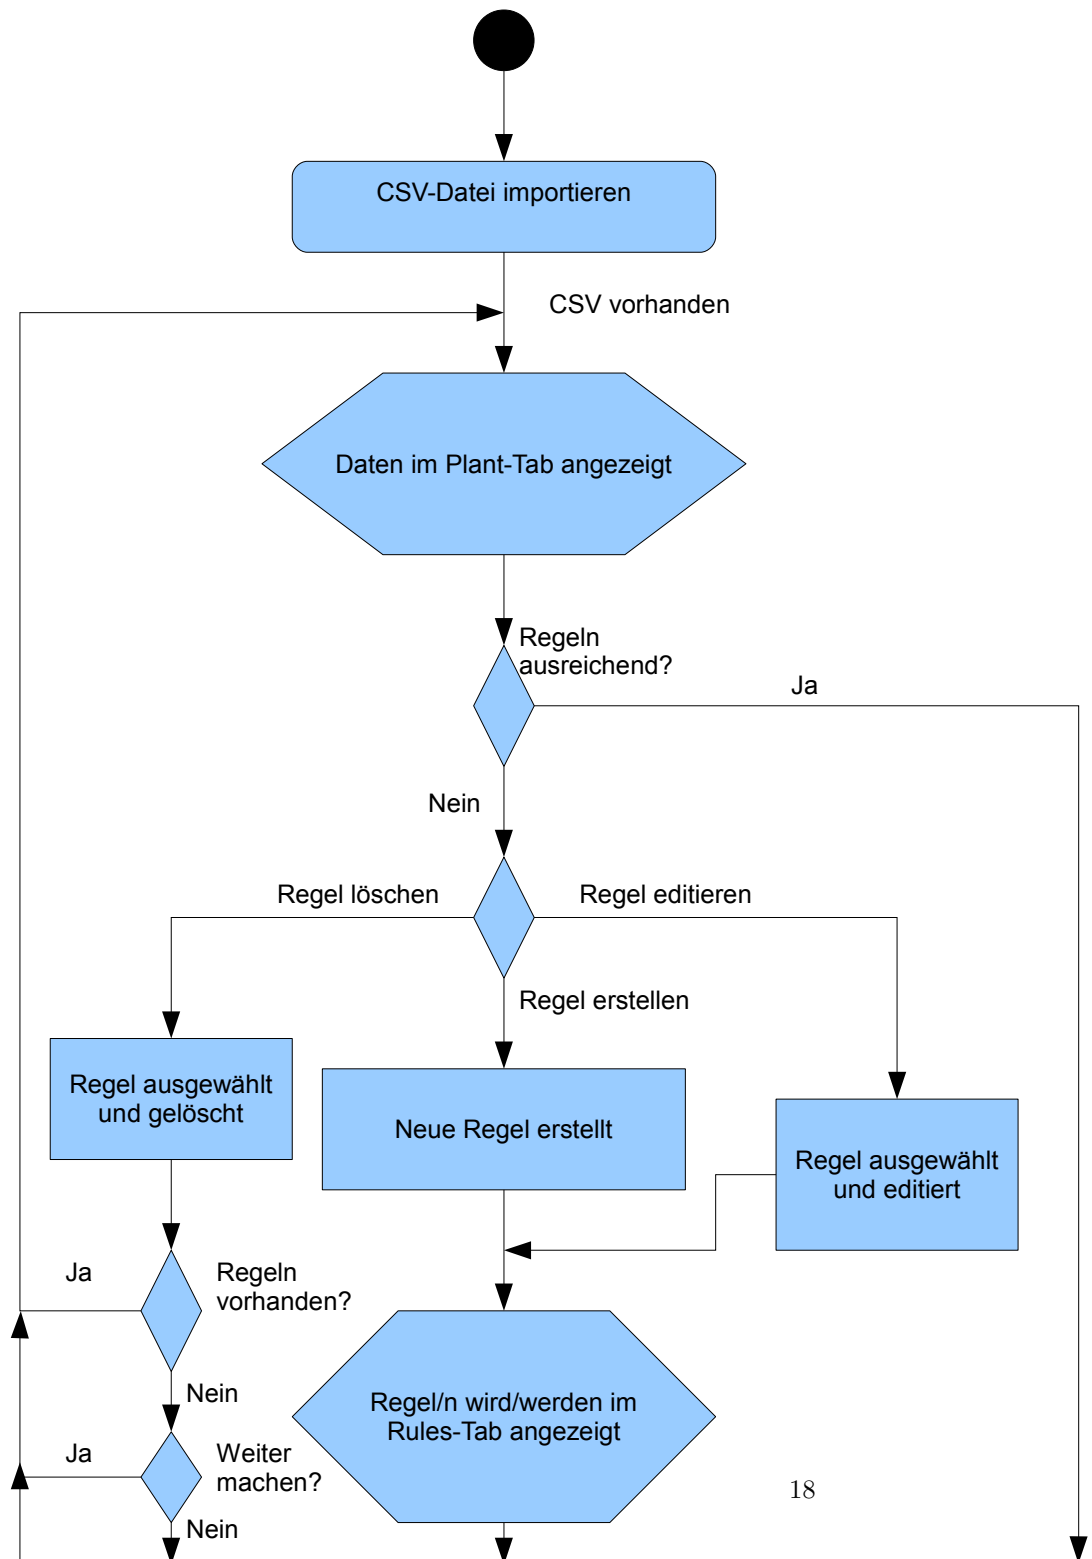 CSV-Datei importieren
CSV vorhanden
Daten im Plant-Tab angezeigt
Regeln
ausreichend?
Ja
Nein
Regel löschen
Regel editieren
Regel erstellen
Regel ausgewählt
und gelöscht
Neue Regel erstellt
Regel ausgewählt
und editiert
Ja
Regeln
vorhanden?
Nein
Regel/n wird/werden im
Rules-Tab angezeigt
Ja
Weiter
machen?
Nein
18